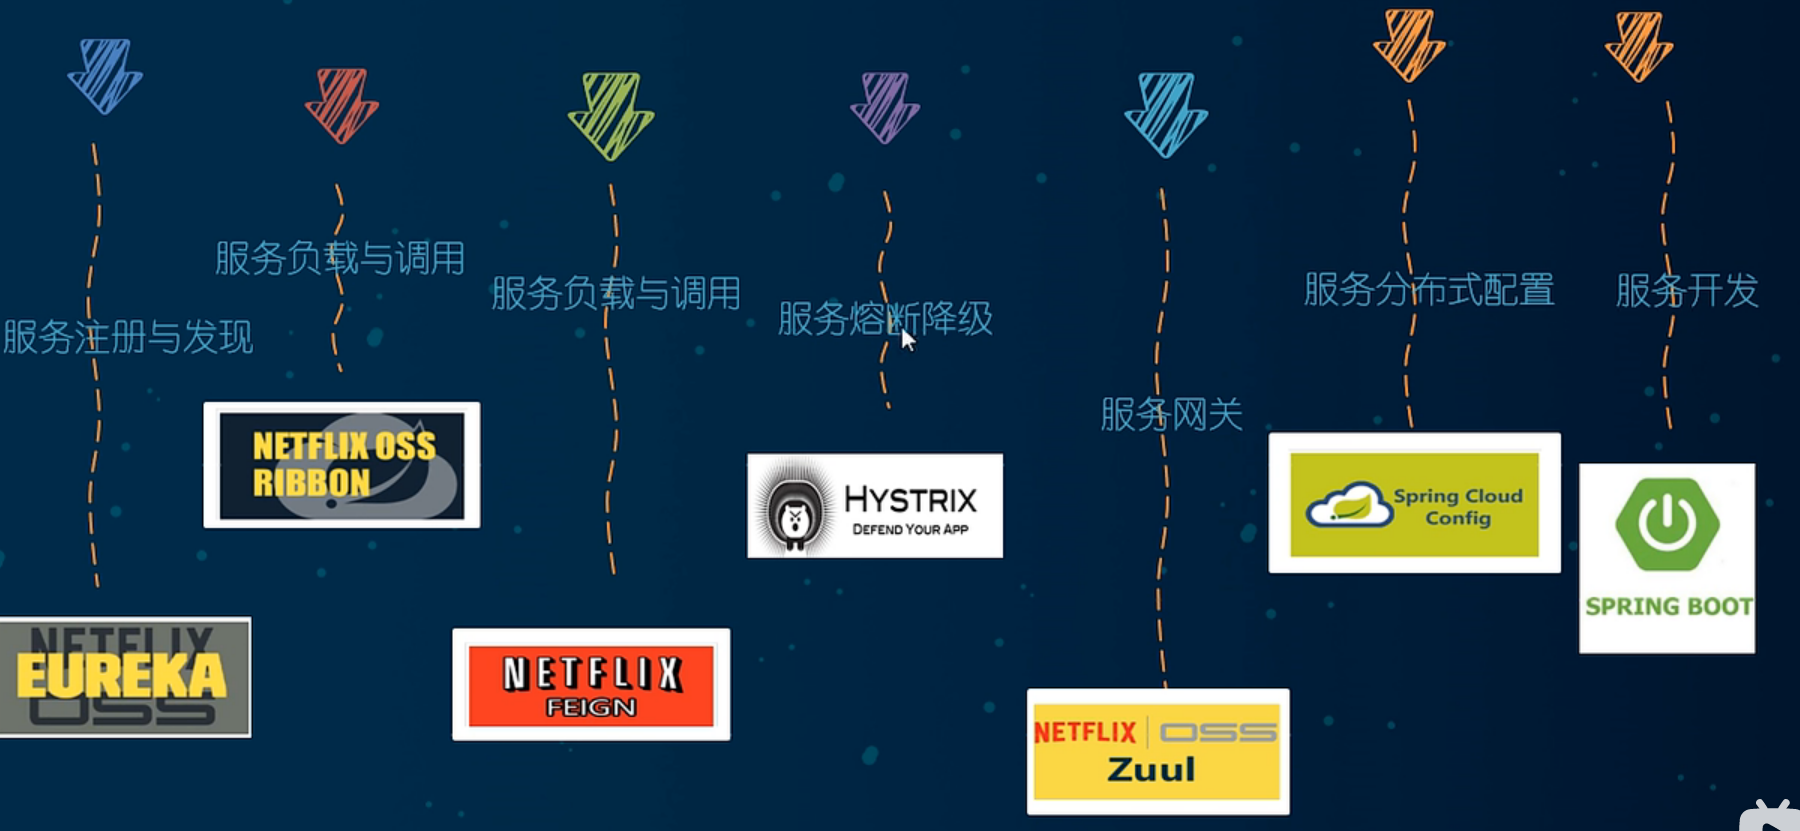 服务注册与发现
NETFLIX
EUREKA
OSS
服务负载与调用
NETFLIX OSS
RIBBON
服务负载与调用
NETFLIX
FEIGN
服务熔断降级
HYSTRIX
DEFEND YOUR APP
服务网关
NETFLIX | OSS
Zuul
服务分布式配置
Spring Cloud
Config
服务开发
SPRING BOOT